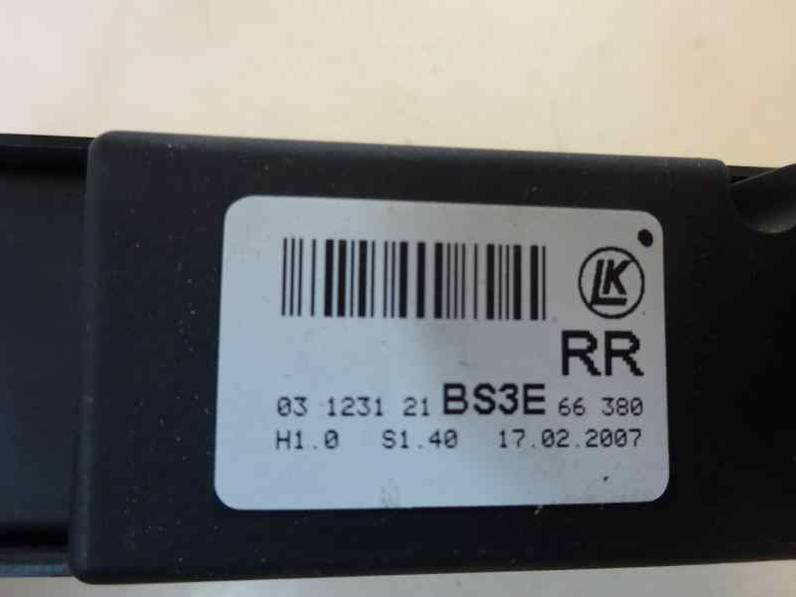 LK
RR
03 1231 21 BS3E 66 380
H1.0 S1.40 17.02.2007